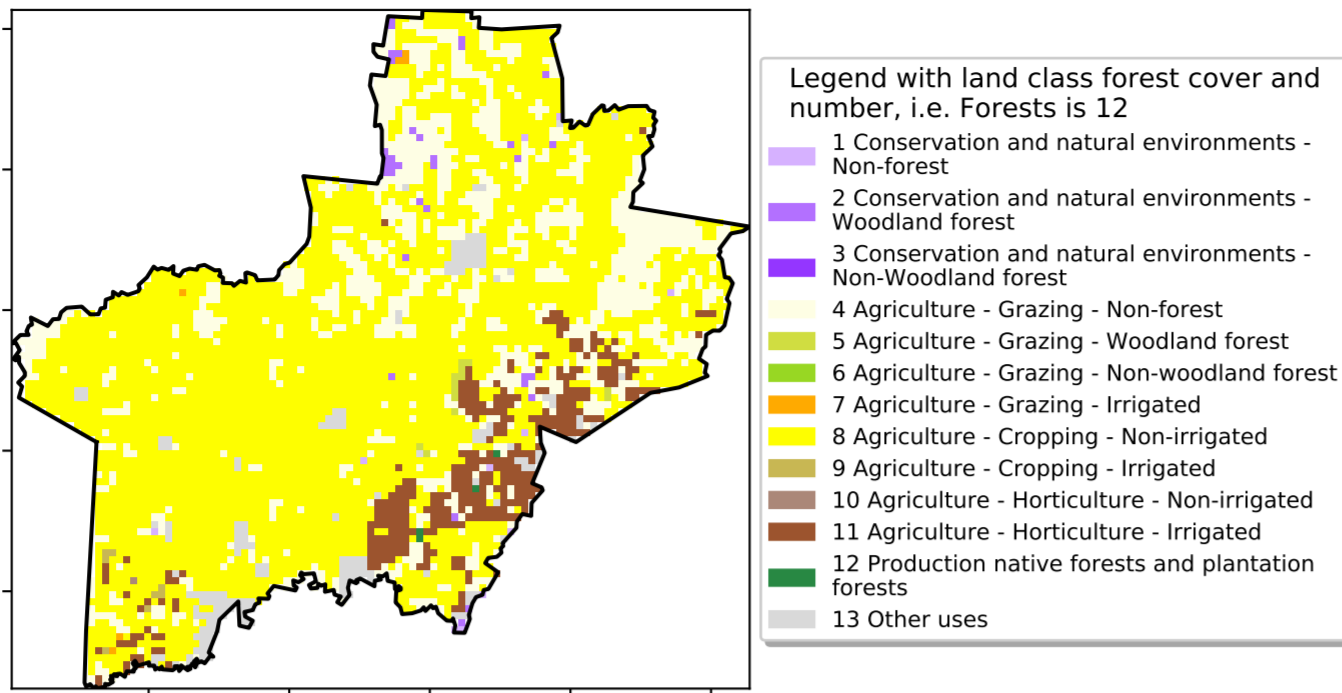 Legend with land class forest cover and
number, i.e. Forests is 12
1 Conservation and natural environments -
Non-forest
2 Conservation and natural environments -
Woodland forest
3 Conservation and natural environments -
Non-Woodland forest
4 Agriculture - Grazing - Non-forest
5 Agriculture - Grazing - Woodland forest
6 Agriculture - Grazing - Non-woodland forest
7 Agriculture - Grazing - Irrigated
8 Agriculture - Cropping - Non-irrigated
9 Agriculture - Cropping - Irrigated
10 Agriculture - Horticulture - Non-irrigated
11 Agriculture - Horticulture - Irrigated
12 Production native forests and plantation
forests
13 Other uses